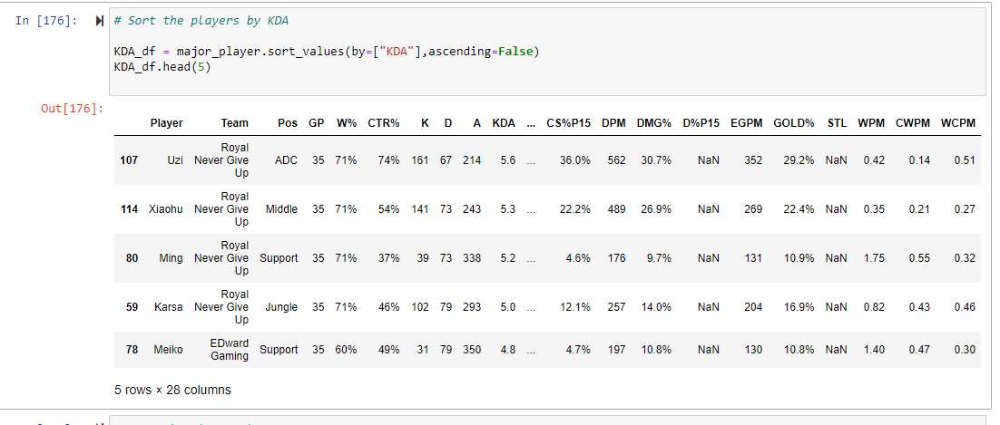 In [176]:
# Sort the players by KDA
KDA_df = major_player.sort_values(by=["KDA"],ascending=False)
KDA_df.head(5)
Out[176]:
Player Team Pos GP W% CTR% K D A KDA ... CS%P15 DPM DMG% D%P15 EGPM GOLD% STL WPM CWPM WCPM
107 Uzi Royal Never Give Up ADC 35 71% 74% 161 67 214 5.6 ... 36.0% 562 30.7% NaN 352 29.2% NaN 0.42 0.14 0.51
114 Xiaohu Royal Never Give Up Middle 35 71% 54% 141 73 243 5.3 ... 22.2% 489 26.9% NaN 269 22.4% NaN 0.35 0.21 0.27
80 Ming Royal Never Give Up Support 35 71% 37% 39 73 338 5.2 ... 4.6% 176 9.7% NaN 131 10.9% NaN 1.75 0.55 0.32
59 Karsa Royal Never Give Up Jungle 35 71% 46% 102 79 293 5.0 ... 12.1% 257 14.0% NaN 204 16.9% NaN 0.82 0.43 0.46
78 Meiko EDward Gaming Support 35 60% 49% 31 79 350 4.8 ... 4.7% 197 10.8% NaN 130 10.8% NaN 1.40 0.47 0.30
5 rows × 28 columns